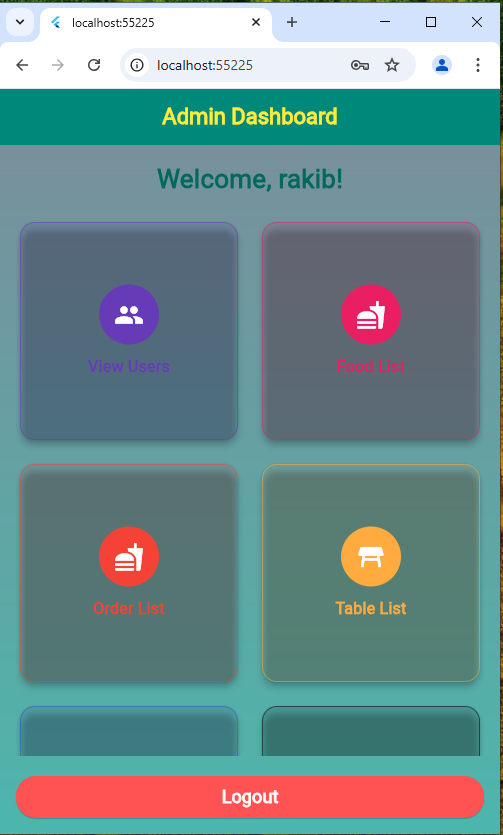 localhost:55225
localhost:55225
Admin Dashboard
Welcome, rakib!
View Users
Food List
Order List
Table List
Logout